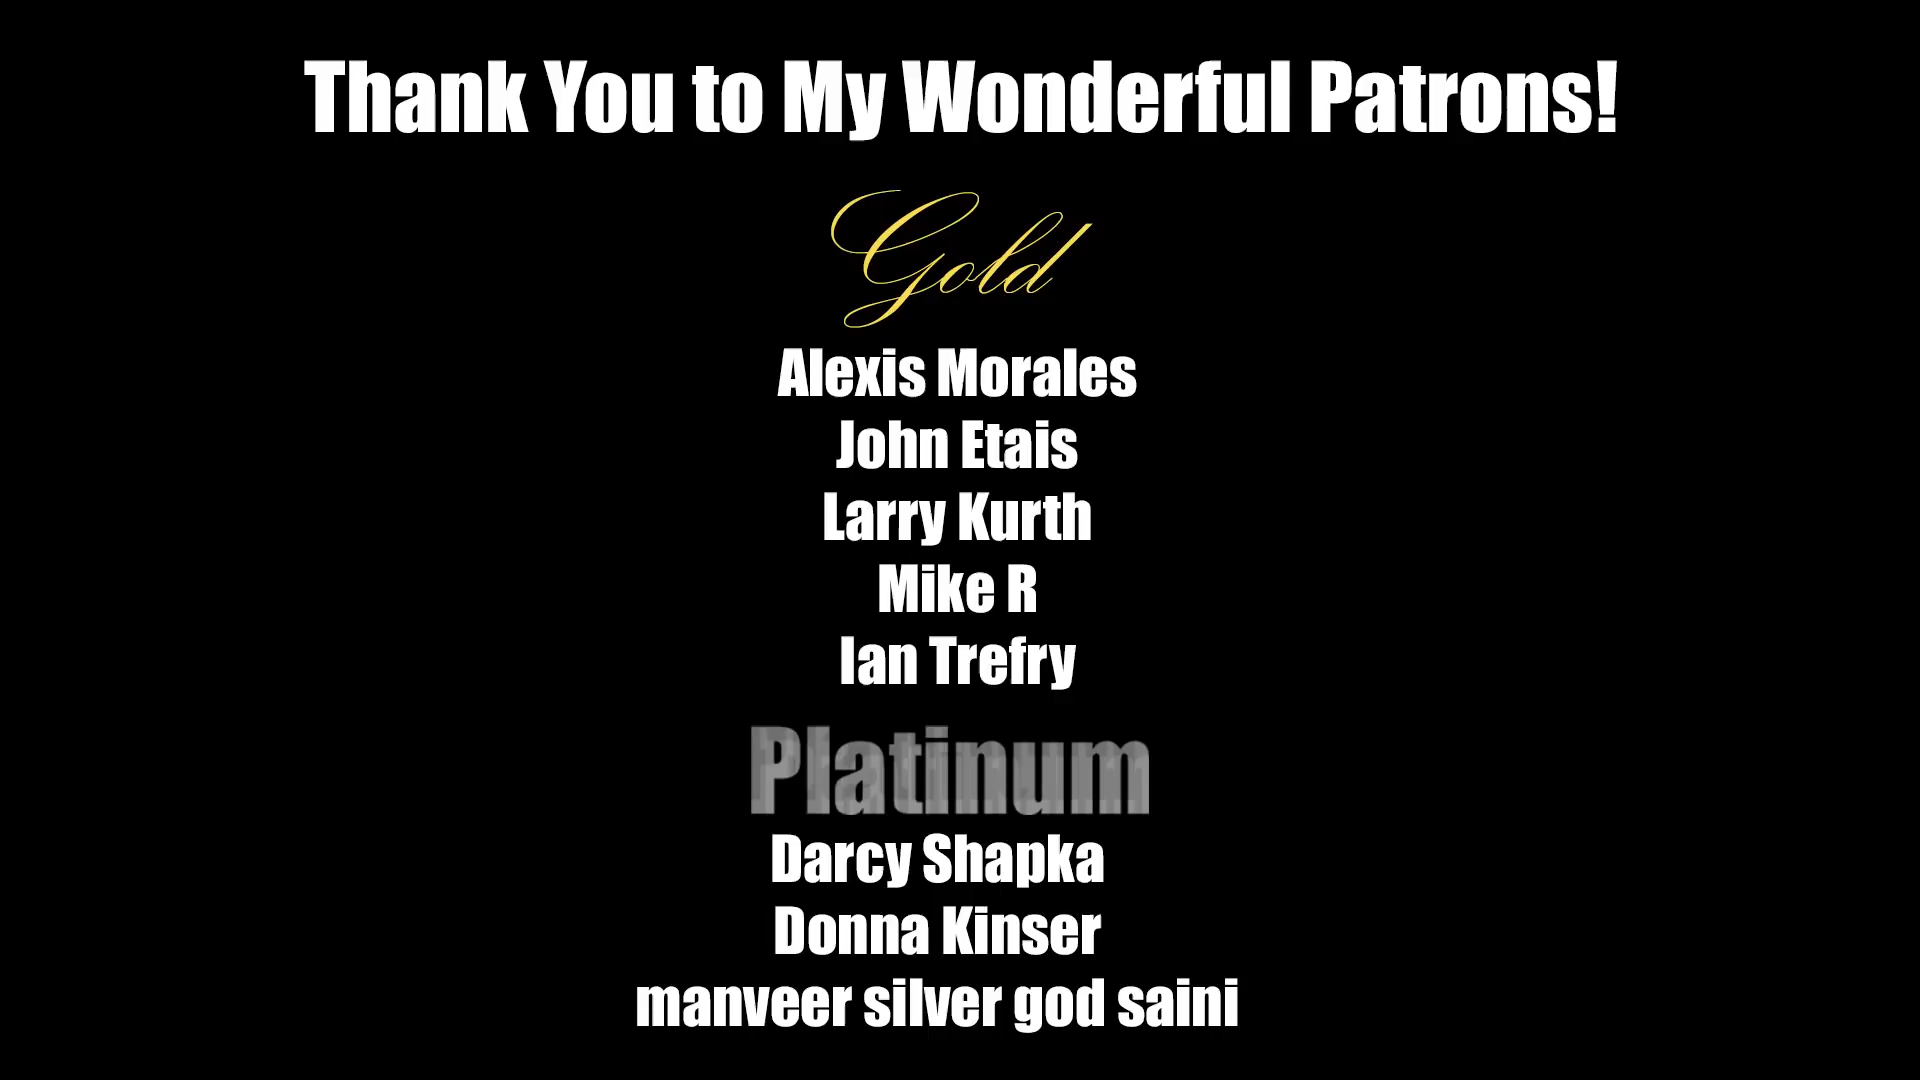 Thank You to My Wonderful Patrons!
Gold
Alexis Morales
John Etais
Larry Kurth
Mike R
Ian Trefry
Platinum
Darcy Shapka
Donna Kinser
manveer silver god saini